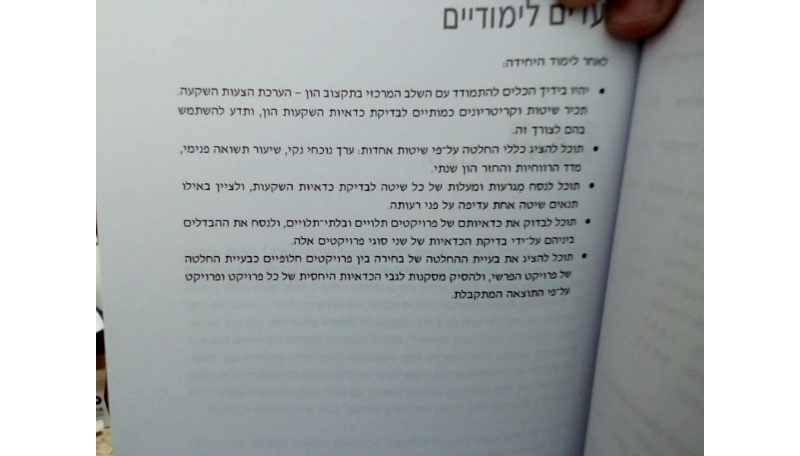 יעדים לימודיים
לאחר לימוד היחידה:
• יהיו בידיך הכלים להתמודד עם השלב המרכזי בתקצוב הון – הערכת הצעות השקעה.
תכיר שיטות וקריטריונים כמותיים לבדיקת כדאיות השקעות הון, ותדע להשתמש
בהם לצורך זה.
• תוכל להציג כללי החלטה על־פי שיטות אחדות: ערך נוכחי נקי, שיעור תשואה פנימי,
מדד הרווחיות והחזר הון שנתי.
• תוכל לנסח מגרעות ומעלות של כל שיטה לבדיקת כדאיות השקעות, ולציין באילו
תנאים שיטה אחת עדיפה על פני רעותה.
• תוכל לבדוק את כדאיותם של פרויקטים תלויים ובלתי־תלויים, ולנסח את ההבדלים
ביניהם על־ידי בדיקת הכדאיות של שני סוגי פרויקטים אלה.
• תוכל להציג את בעיית ההחלטה של בחירה בין פרויקטים חלופיים כבעיית החלטה
של פרויקט הפרשי, ולהסיק מסקנות לגבי הכדאיות היחסית של כל פרויקט ופרויקט
על־פי התוצאה המתקבלת.